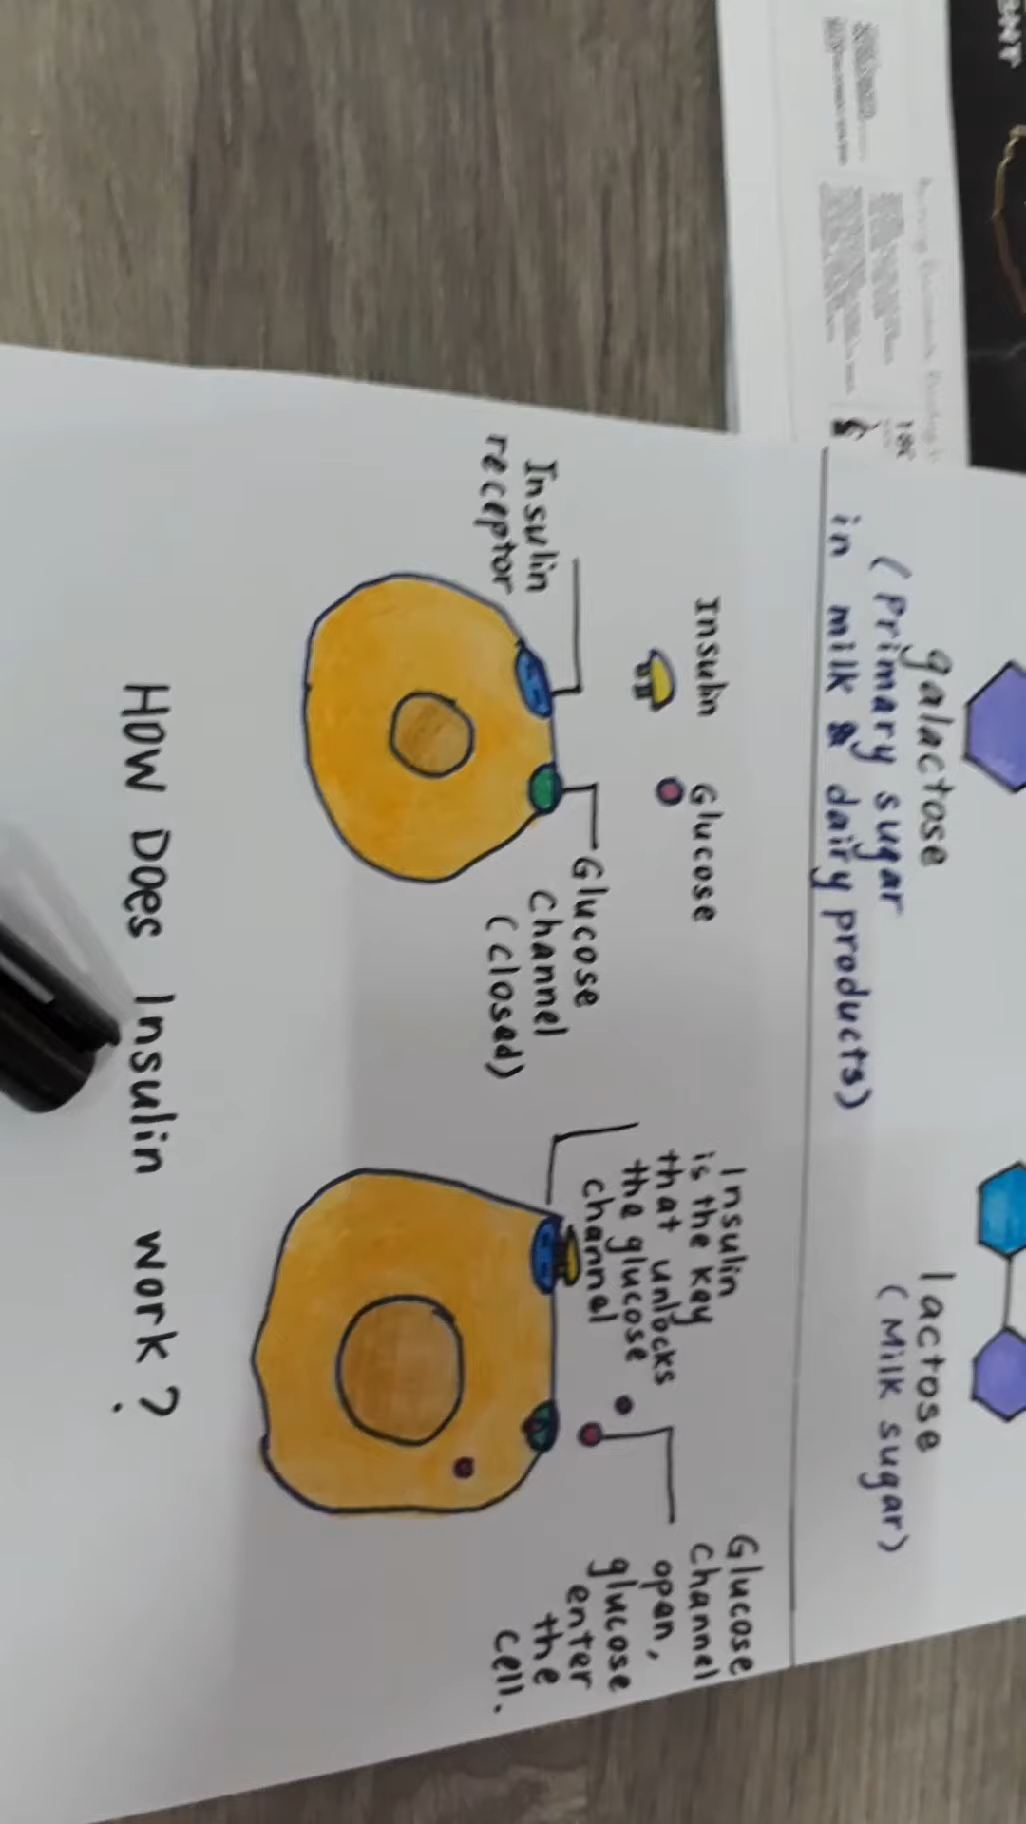 galactose
(Primary sugar
in milk & dairy products)
lactose
(Milk sugar)
Insulin
Glucose
Insulin
receptor
Glucose
channel
(closed)
Insulin
is the key
that unlocks
the glucose
channel
Glucose
channel
open,
glucose
enter
the
cell.
How Does Insulin work?